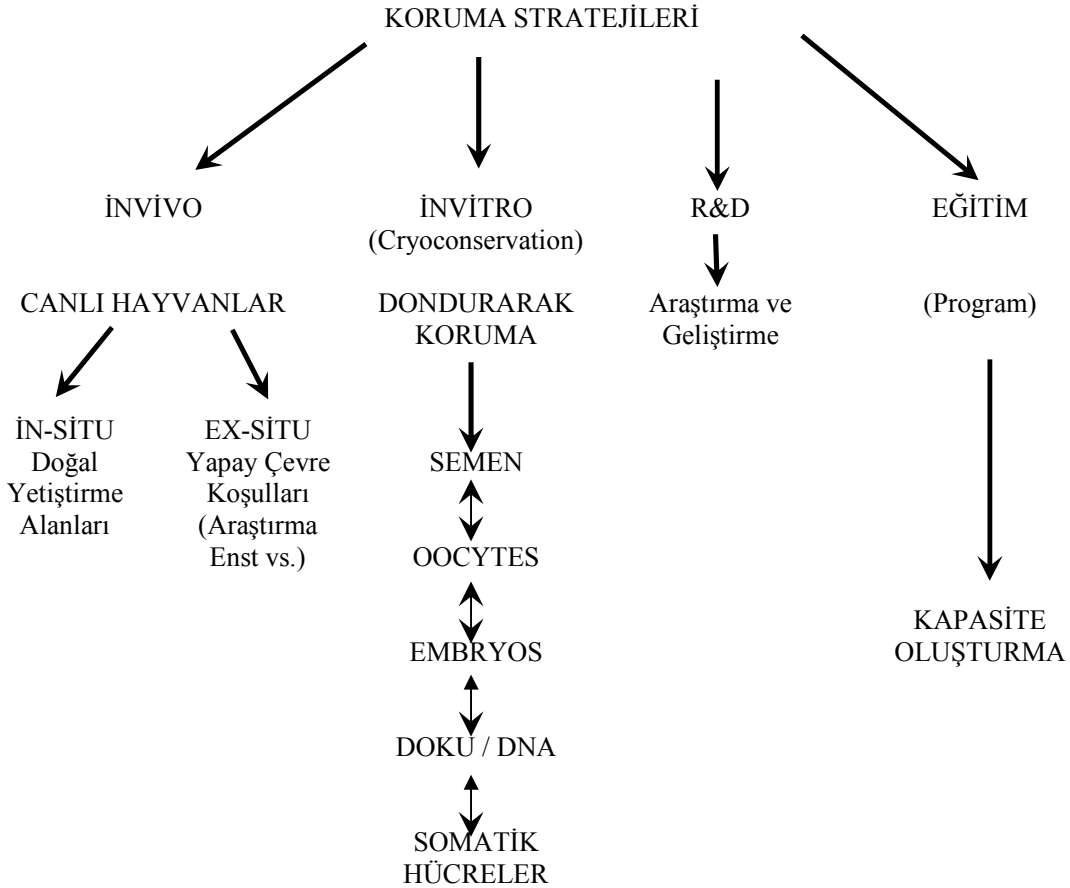 KORUMA STRATEJİLERİ
İNVİVO
CANLI HAYVANLAR
İN-SİTU
Doğal
Yetiştirme
Alanları
EX-SİTU
Yapay Çevre
Koşulları
(Araştırma
Enst vs.)
İNVİTRO
(Cryoconservation)
DONDURARAK
KORUMA
SEMEN
OOCYTES
EMBRYOS
DOKU / DNA
SOMATİK
HÜCRELER
R&D
Araştırma ve
Geliştirme
EĞİTİM
(Program)
KAPASİTE
OLUŞTURMA